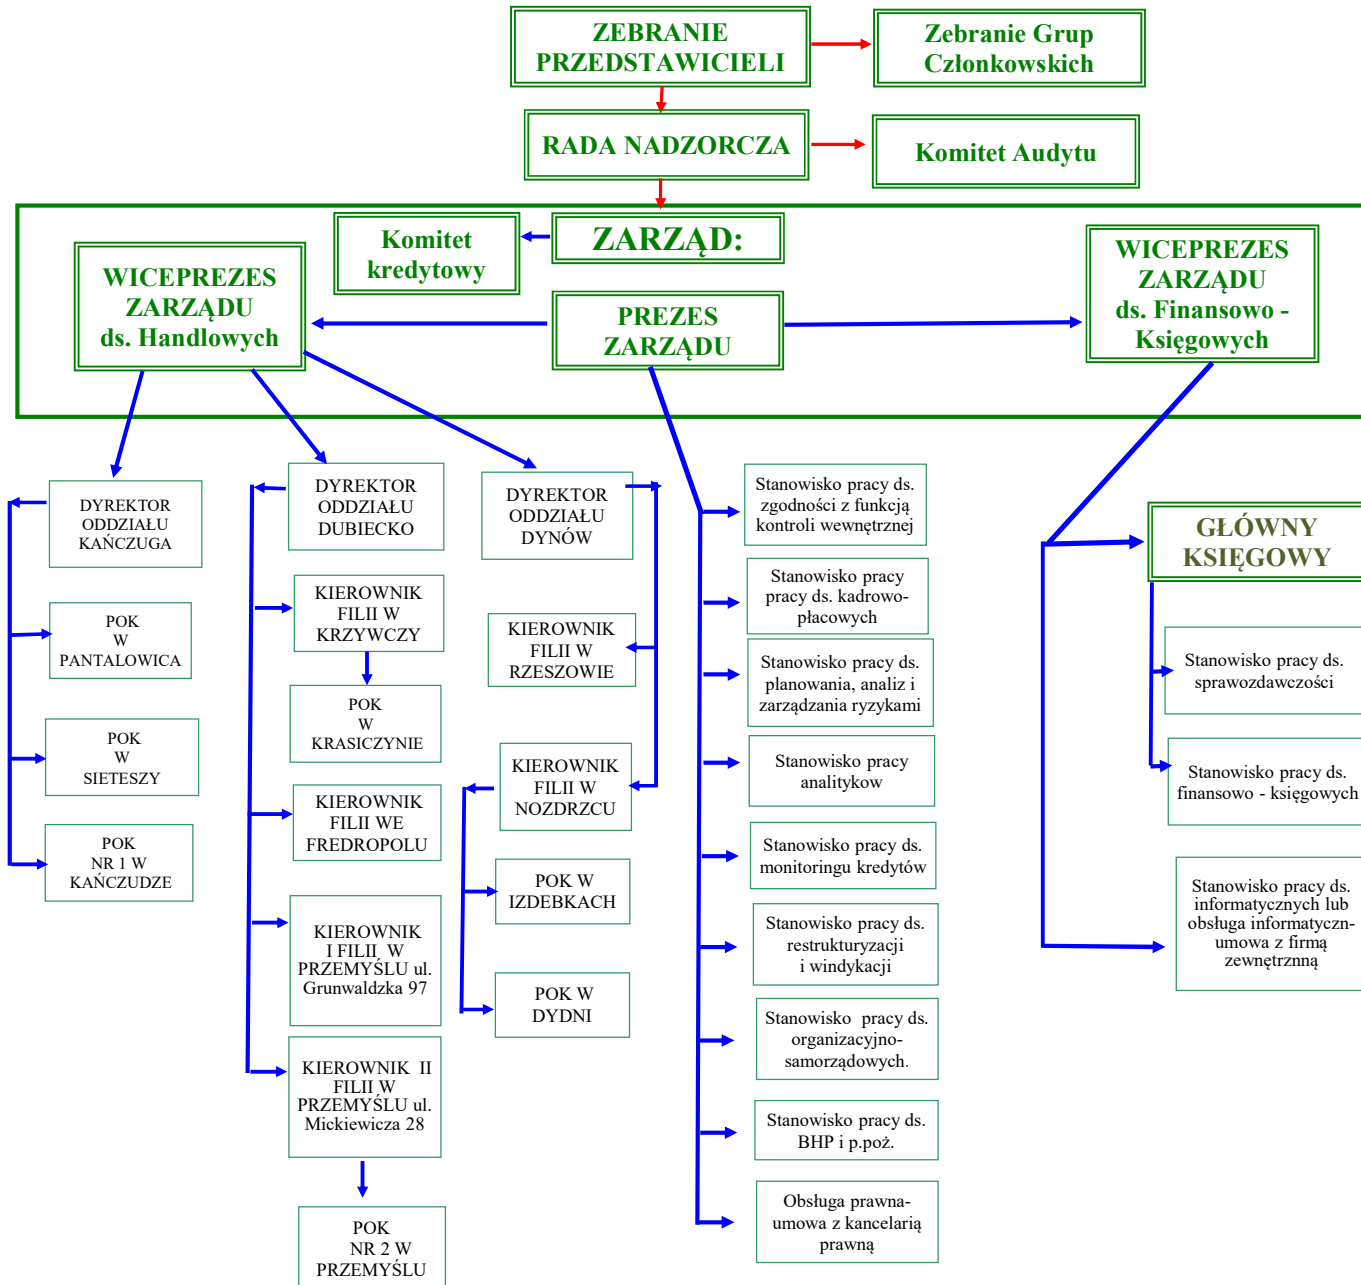 ZEBRANIE
PRZEDSTAWICIELI
Zebranie Grup
Członkowskich
RADA NADZORCZA
Komitet Audytu
Komitet
kredytowy
ZARZĄD:
WICEPREZES
ZARZĄDU
ds. Handlowych
PREZES
ZARZĄDU
WICEPREZES
ZARZĄDU
ds. Finansowo -
Księgowych
DYREKTOR
ODDZIAŁU
KAŃCZUGA
POK
W
PANTALOWICA
POK
W
SIETESZY
POK
NR 1 W
KAŃCZUDZE
DYREKTOR
ODDZIAŁU
DUBIECKO
KIEROWNIK
FILII W
KRZYWCZY
POK
W
KRASICZYNIE
KIEROWNIK
FILII WE
FREDROPOLU
KIEROWNIK
I FILII W
PRZEMYŚLU ul.
Grunwaldzka 97
KIEROWNIK II
FILII W
PRZEMYŚLU ul.
Mickiewicza 28
POK
NR 2 W
PRZEMYŚLU
DYREKTOR
ODDZIAŁU
DYNÓW
KIEROWNIK
FILII W
RZESZOWIE
KIEROWNIK
FILII W
NOZDRZCU
POK W
IZDEBKACH
POK W
DYDNI
Stanowisko pracy ds.
zgodności z funkcją
kontroli wewnętrznej
Stanowisko pracy
pracy ds. kadrowo-
płacowych
Stanowisko pracy ds.
planowania, analiz i
zarządzania ryzykami
Stanowisko pracy
analitykow
Stanowisko pracy ds.
monitoringu kredytów
Stanowisko pracy ds.
restrukturyzacji
i windykacji
Stanowisko pracy ds.
organizacyjno-
samorządowych.
Stanowisko pracy ds.
BHP i p.poż.
Obsługa prawna-
umowa z kancelarią
prawną
GŁÓWNY
KSIĘGOWY
Stanowisko pracy ds.
sprawozdawczości
Stanowisko pracy ds.
finansowo - księgowych
Stanowisko pracy ds.
informatycznych lub
obsługa informatyczn-
umowa z firmą
zewnętrznną